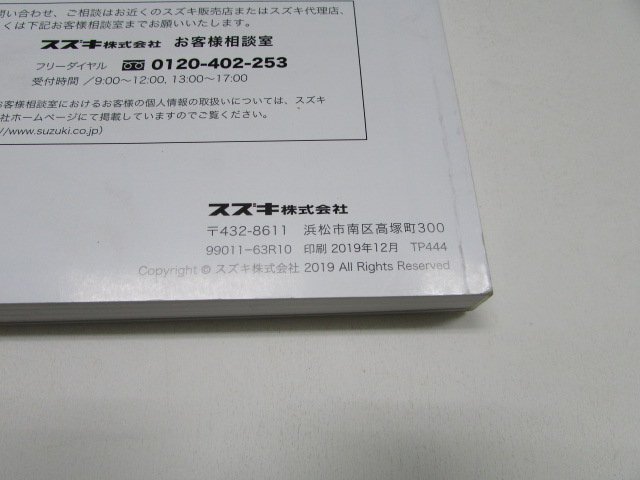 問い合わせ、ご相談はお近くのスズキ販売店またはスズキ代理店、
くは下記お客様相談室までお願いいたします。
スズキ株式会社 お客様相談室
フリーダイヤル 0120-402-253
受付時間/9:00〜12:00, 13:00〜17:00
お客様相談室におけるお客様の個人情報の取扱いについては、スズキ
社ホームページにて掲載していますのでご覧ください。
//www.suzuki.co.jp)
スズキ株式会社
〒432-8611 浜松市南区高塚町300
99011-63R10 印刷 2019年12月 TP444
Copyright © スズキ株式会社 2019 All Rights Reserved